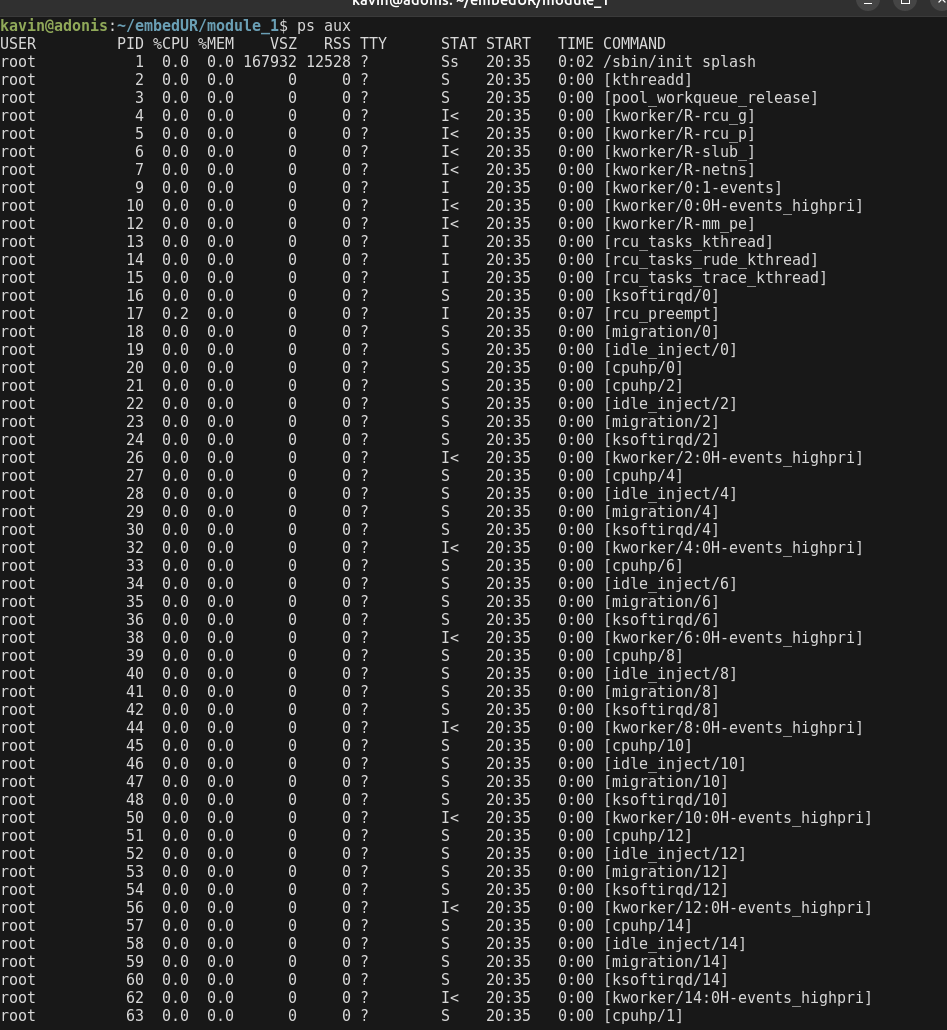 kavin@adonis: ~/embedUR/module_1
kavin@adonis:~/embedUR/module_1$ ps aux
USER         PID %CPU %MEM    VSZ   RSS TTY      STAT START   TIME COMMAND
root           1  0.0  0.0 167932 12528 ?        Ss   20:35   0:02 /sbin/init splash
root           2  0.0  0.0      0     0 ?        S    20:35   0:00 [kthreadd]
root           3  0.0  0.0      0     0 ?        S    20:35   0:00 [pool_workqueue_release]
root           4  0.0  0.0      0     0 ?        I<   20:35   0:00 [kworker/R-rcu_g]
root           5  0.0  0.0      0     0 ?        I<   20:35   0:00 [kworker/R-rcu_p]
root           6  0.0  0.0      0     0 ?        I<   20:35   0:00 [kworker/R-slub_]
root           7  0.0  0.0      0     0 ?        I<   20:35   0:00 [kworker/R-netns]
root           9  0.0  0.0      0     0 ?        I    20:35   0:00 [kworker/0:1-events]
root          10  0.0  0.0      0     0 ?        I<   20:35   0:00 [kworker/0:0H-events_highpri]
root          12  0.0  0.0      0     0 ?        I<   20:35   0:00 [kworker/R-mm_pe]
root          13  0.0  0.0      0     0 ?        I    20:35   0:00 [rcu_tasks_kthread]
root          14  0.0  0.0      0     0 ?        I    20:35   0:00 [rcu_tasks_rude_kthread]
root          15  0.0  0.0      0     0 ?        I    20:35   0:00 [rcu_tasks_trace_kthread]
root          16  0.0  0.0      0     0 ?        S    20:35   0:00 [ksoftirqd/0]
root          17  0.2  0.0      0     0 ?        I    20:35   0:07 [rcu_preempt]
root          18  0.0  0.0      0     0 ?        S    20:35   0:00 [migration/0]
root          19  0.0  0.0      0     0 ?        S    20:35   0:00 [idle_inject/0]
root          20  0.0  0.0      0     0 ?        S    20:35   0:00 [cpuhp/0]
root          21  0.0  0.0      0     0 ?        S    20:35   0:00 [cpuhp/2]
root          22  0.0  0.0      0     0 ?        S    20:35   0:00 [idle_inject/2]
root          23  0.0  0.0      0     0 ?        S    20:35   0:00 [migration/2]
root          24  0.0  0.0      0     0 ?        S    20:35   0:00 [ksoftirqd/2]
root          26  0.0  0.0      0     0 ?        I<   20:35   0:00 [kworker/2:0H-events_highpri]
root          27  0.0  0.0      0     0 ?        S    20:35   0:00 [cpuhp/4]
root          28  0.0  0.0      0     0 ?        S    20:35   0:00 [idle_inject/4]
root          29  0.0  0.0      0     0 ?        S    20:35   0:00 [migration/4]
root          30  0.0  0.0      0     0 ?        S    20:35   0:00 [ksoftirqd/4]
root          32  0.0  0.0      0     0 ?        I<   20:35   0:00 [kworker/4:0H-events_highpri]
root          33  0.0  0.0      0     0 ?        S    20:35   0:00 [cpuhp/6]
root          34  0.0  0.0      0     0 ?        S    20:35   0:00 [idle_inject/6]
root          35  0.0  0.0      0     0 ?        S    20:35   0:00 [migration/6]
root          36  0.0  0.0      0     0 ?        S    20:35   0:00 [ksoftirqd/6]
root          38  0.0  0.0      0     0 ?        I<   20:35   0:00 [kworker/6:0H-events_highpri]
root          39  0.0  0.0      0     0 ?        S    20:35   0:00 [cpuhp/8]
root          40  0.0  0.0      0     0 ?        S    20:35   0:00 [idle_inject/8]
root          41  0.0  0.0      0     0 ?        S    20:35   0:00 [migration/8]
root          42  0.0  0.0      0     0 ?        S    20:35   0:00 [ksoftirqd/8]
root          44  0.0  0.0      0     0 ?        I<   20:35   0:00 [kworker/8:0H-events_highpri]
root          45  0.0  0.0      0     0 ?        S    20:35   0:00 [cpuhp/10]
root          46  0.0  0.0      0     0 ?        S    20:35   0:00 [idle_inject/10]
root          47  0.0  0.0      0     0 ?        S    20:35   0:00 [migration/10]
root          48  0.0  0.0      0     0 ?        S    20:35   0:00 [ksoftirqd/10]
root          50  0.0  0.0      0     0 ?        I<   20:35   0:00 [kworker/10:0H-events_highpri]
root          51  0.0  0.0      0     0 ?        S    20:35   0:00 [cpuhp/12]
root          52  0.0  0.0      0     0 ?        S    20:35   0:00 [idle_inject/12]
root          53  0.0  0.0      0     0 ?        S    20:35   0:00 [migration/12]
root          54  0.0  0.0      0     0 ?        S    20:35   0:00 [ksoftirqd/12]
root          56  0.0  0.0      0     0 ?        I<   20:35   0:00 [kworker/12:0H-events_highpri]
root          57  0.0  0.0      0     0 ?        S    20:35   0:00 [cpuhp/14]
root          58  0.0  0.0      0     0 ?        S    20:35   0:00 [idle_inject/14]
root          59  0.0  0.0      0     0 ?        S    20:35   0:00 [migration/14]
root          60  0.0  0.0      0     0 ?        S    20:35   0:00 [ksoftirqd/14]
root          62  0.0  0.0      0     0 ?        I<   20:35   0:00 [kworker/14:0H-events_highpri]
root          63  0.0  0.0      0     0 ?        S    20:35   0:00 [cpuhp/1]